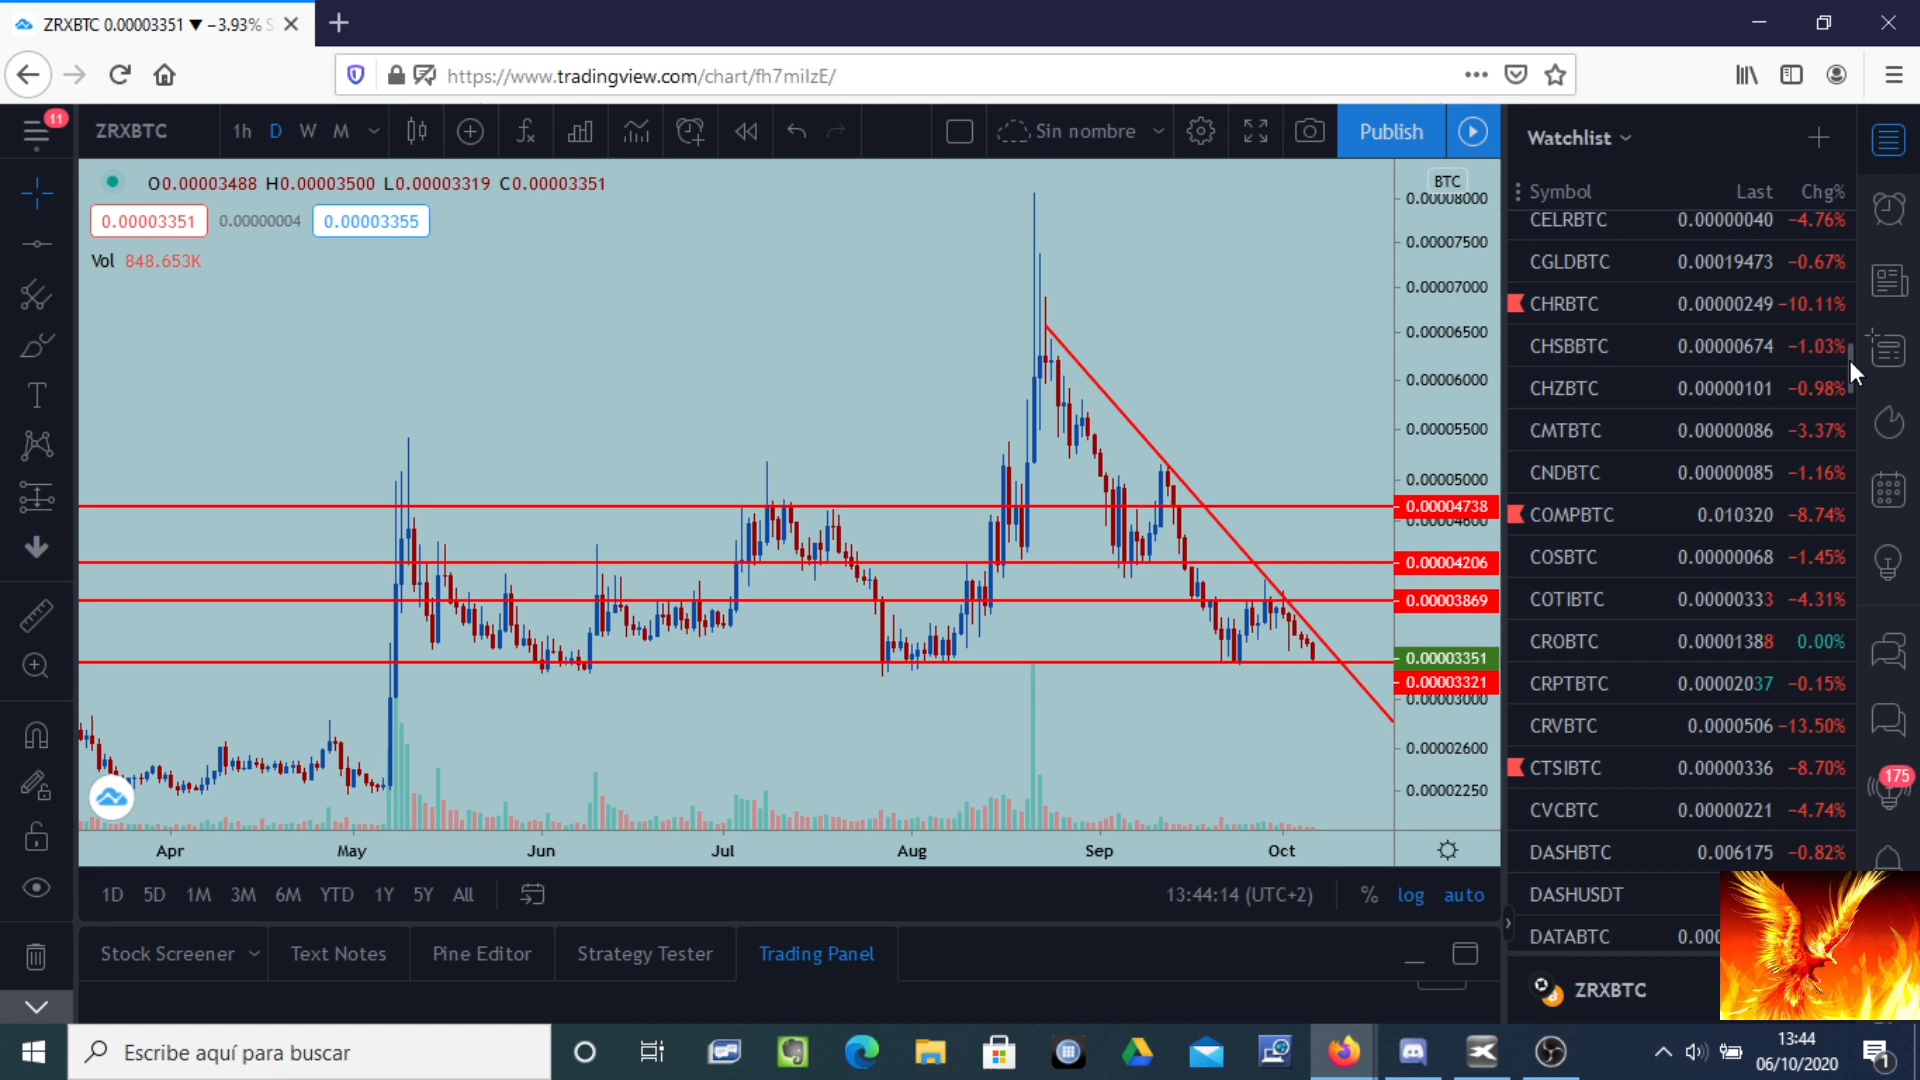 ZRXBTC 0.00003351 ▼ −3.93% S
https://www.tradingview.com/chart/fh7miIzE/
11
ZRXBTC 1h D W M
Sin nombre
Publish
O0.00003488 H0.00003500 L0.00003319 C0.00003351
0.00003351 0.00000004 0.00003355
Vol 848.653K
BTC
0.00008000
0.00007500
0.00007000
0.00006500
0.00006000
0.00005500
0.00005000
0.00004738
0.00004206
0.00003869
0.00003351
0.00003321
0.00003000
0.00002600
0.00002250
Apr May Jun Jul Aug Sep Oct
1D 5D 1M 3M 6M YTD 1Y 5Y All
13:44:14 (UTC+2) % log auto
Stock Screener Text Notes Pine Editor Strategy Tester Trading Panel
Watchlist
Symbol Last Chg%
CELRBTC 0.00000040 −4.76%
CGLDBTC 0.00019473 −0.67%
CHRBTC 0.00000249 −10.11%
CHSBBTC 0.00000674 −1.03%
CHZBTC 0.00000101 −0.98%
CMTBTC 0.00000086 −3.37%
CNDBTC 0.00000085 −1.16%
COMPBTC 0.010320 −8.74%
COSBTC 0.00000068 −1.45%
COTIBTC 0.00000333 −4.31%
CROBTC 0.00001388 0.00%
CRPTBTC 0.00002037 −0.15%
CRVBTC 0.0000506 −13.50%
CTSIBTC 0.00000336 −8.70%
CVCBTC 0.00000221 −4.74%
DASHBTC 0.006175 −0.82%
DASHUSDT
DATABTC 0.00
ZRXBTC
175
Escribe aquí para buscar
13:44
06/10/2020
1